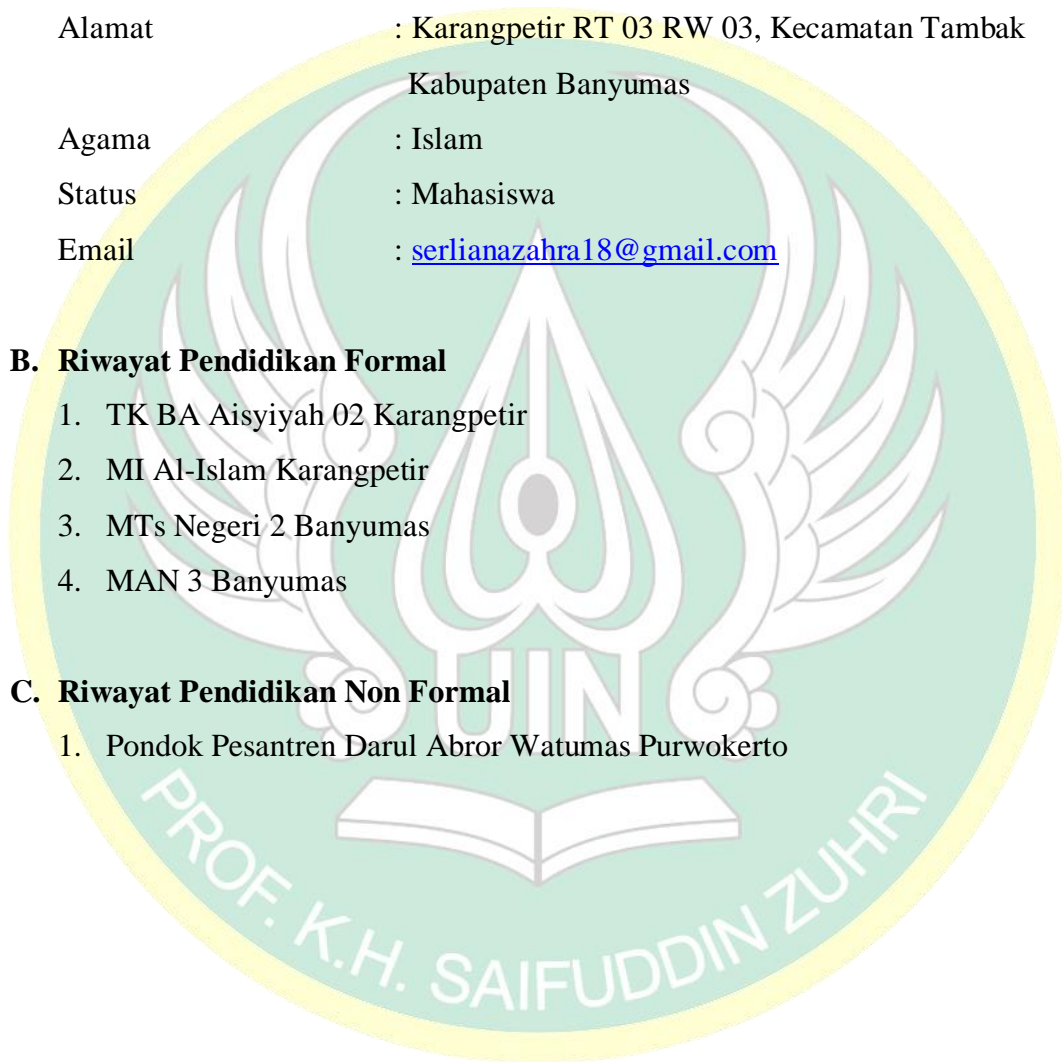 Alamat : Karangpetir RT 03 RW 03, Kecamatan Tambak
Kabupaten Banyumas
Agama : Islam
Status : Mahasiswa
Email : serlianazahra18@gmail.com
B. Riwayat Pendidikan Formal
1. TK BA Aisyiyah 02 Karangpetir
2. MI Al-Islam Karangpetir
3. MTs Negeri 2 Banyumas
4. MAN 3 Banyumas
C. Riwayat Pendidikan Non Formal
1. Pondok Pesantren Darul Abror Watumas Purwokerto
UIN
PROF. K.H. SAIFUDDIN ZUHRI